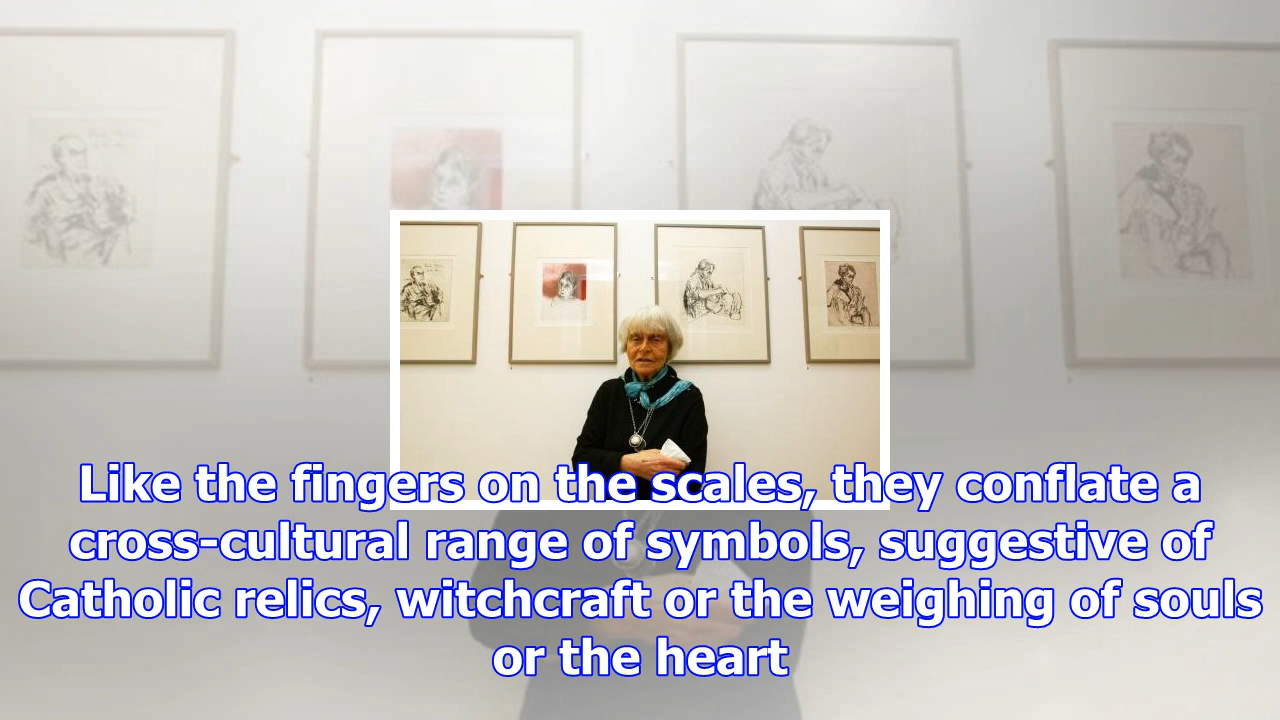 Like the fingers on the scales, they conflate a
cross-cultural range of symbols, suggestive of
Catholic relics, witchcraft or the weighing of souls
or the heart